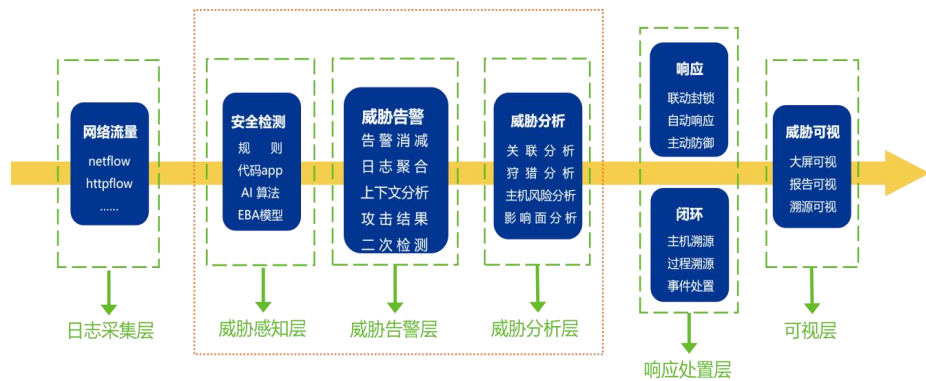 网络流量
netflow
httpflow
......
日志采集层
安全检测
规 则
代码app
AI 算法
EBA模型
威胁感知层
威胁告警
告警消减
日志聚合
上下文分析
攻击结果
二次检测
威胁告警层
威胁分析
关联分析
狩猎分析
主机风险分析
影响面分析
威胁分析层
响应
联动封锁
自动响应
主动防御
闭环
主机溯源
过程溯源
事件处置
响应处置层
威胁可视
大屏可视
报告可视
溯源可视
可视层